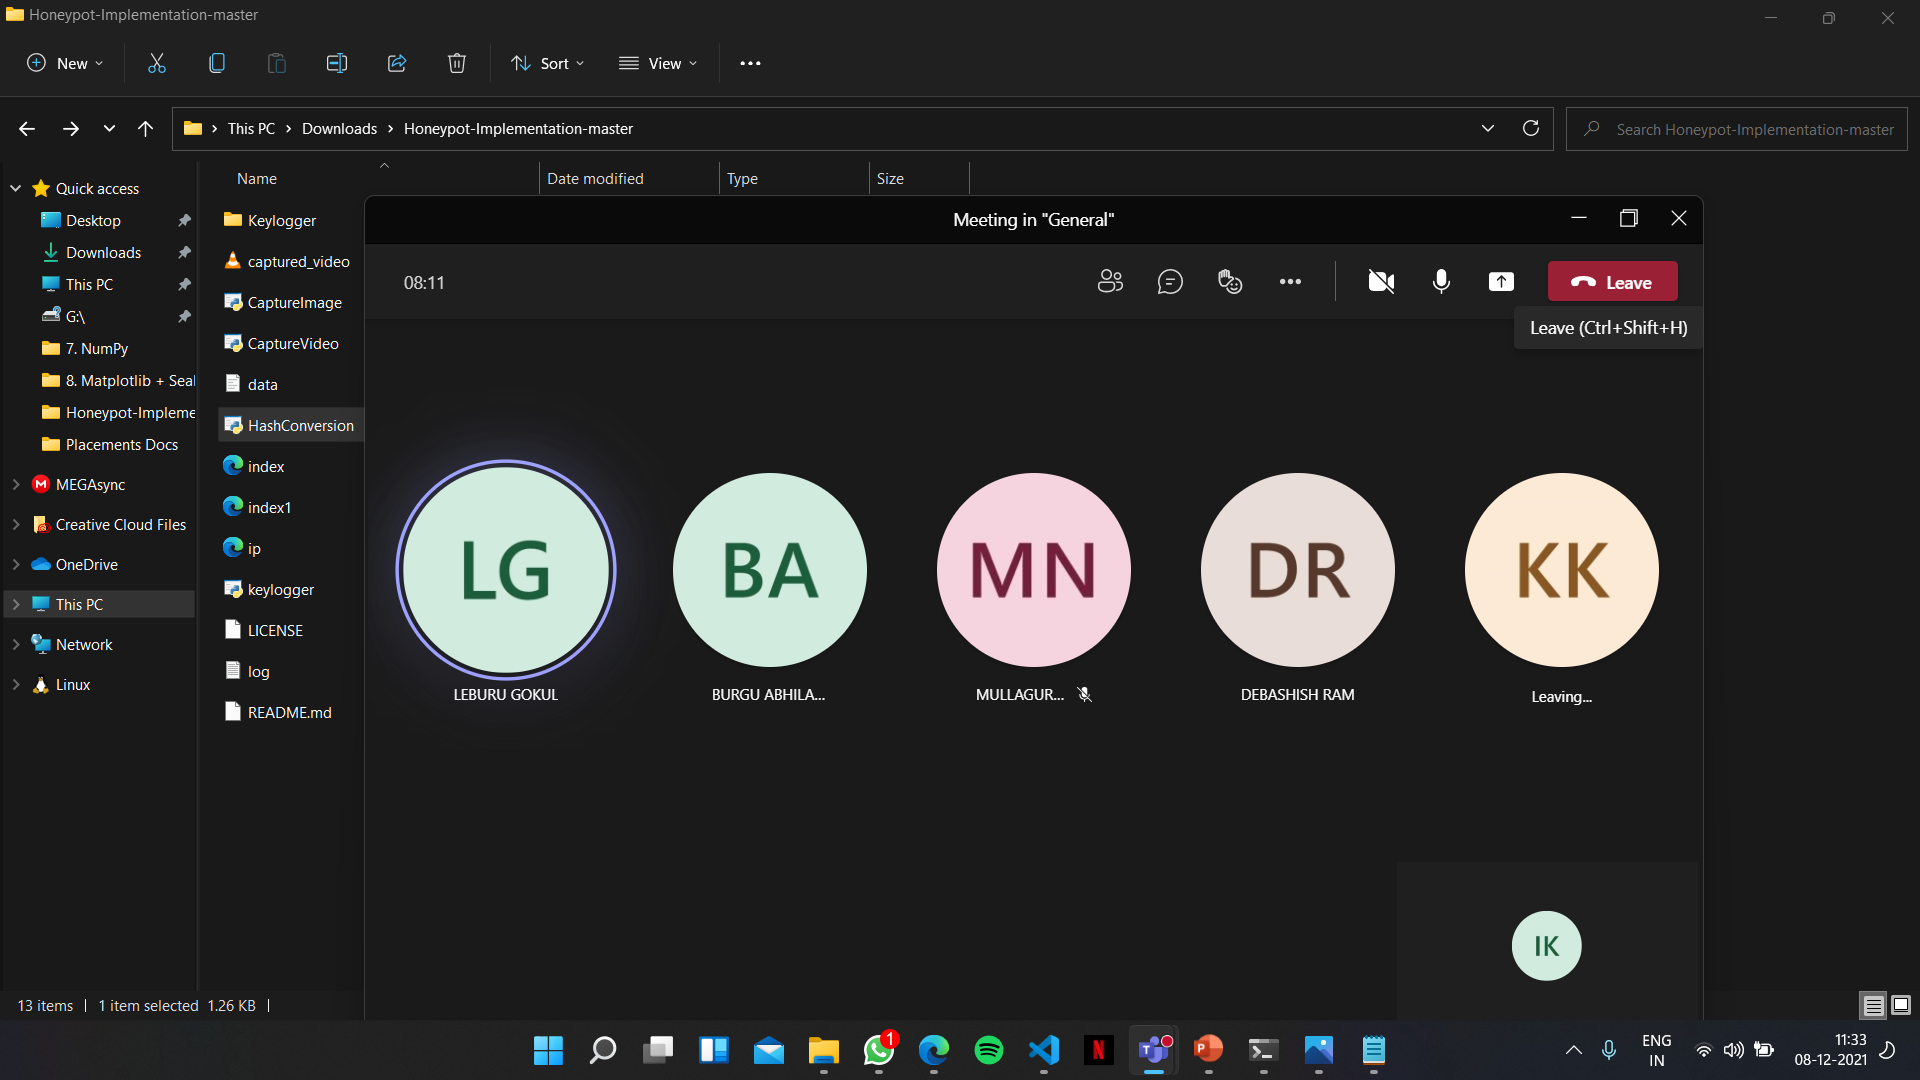 Honeypot-Implementation-master
New
Sort
View
This PC
Downloads
Honeypot-Implementation-master
Search Honeypot-Implementation-master
Quick access
Desktop
Downloads
This PC
G:\
7. NumPy
8. Matplotlib + Seal
Honeypot-Impleme
Placements Docs
MEGAsync
Creative Cloud Files
OneDrive
This PC
Network
Linux
Name
Date modified
Type
Size
Keylogger
captured_video
CaptureImage
CaptureVideo
data
HashConversion
index
index1
ip
keylogger
LICENSE
log
README.md
Meeting in "General"
08:11
Leave
Leave (Ctrl+Shift+H)
LG
BA
MN
DR
KK
LEBURU GOKUL
BURGU ABHILA...
MULLAGUR...
DEBASHISH RAM
Leaving...
IK
13 items
1 item selected 1.26 KB
1
N
T
P
ENG
IN
11:33
08-12-2021